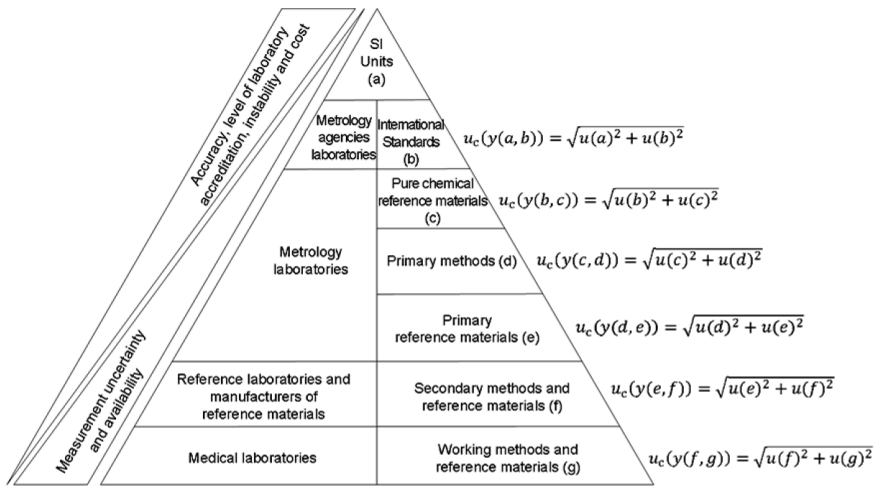 Accuracy, level of laboratory
accreditation, instability and cost
Measurement uncertainty
and availability
SI
Units
(a)
Metrology
agencies
laboratories
International
Standards
(b)
u_c(y(a,b)) = √(u(a)² + u(b)²)
Pure chemical
reference materials
(c)
u_c(y(b,c)) = √(u(b)² + u(c)²)
Metrology
laboratories
Primary methods (d)
u_c(y(c,d)) = √(u(c)² + u(d)²)
Primary
reference materials (e)
u_c(y(d,e)) = √(u(d)² + u(e)²)
Reference laboratories and
manufacturers of
reference materials
Secondary methods and
reference materials (f)
u_c(y(e,f)) = √(u(e)² + u(f)²)
Medical laboratories
Working methods and
reference materials (g)
u_c(y(f,g)) = √(u(f)² + u(g)²)